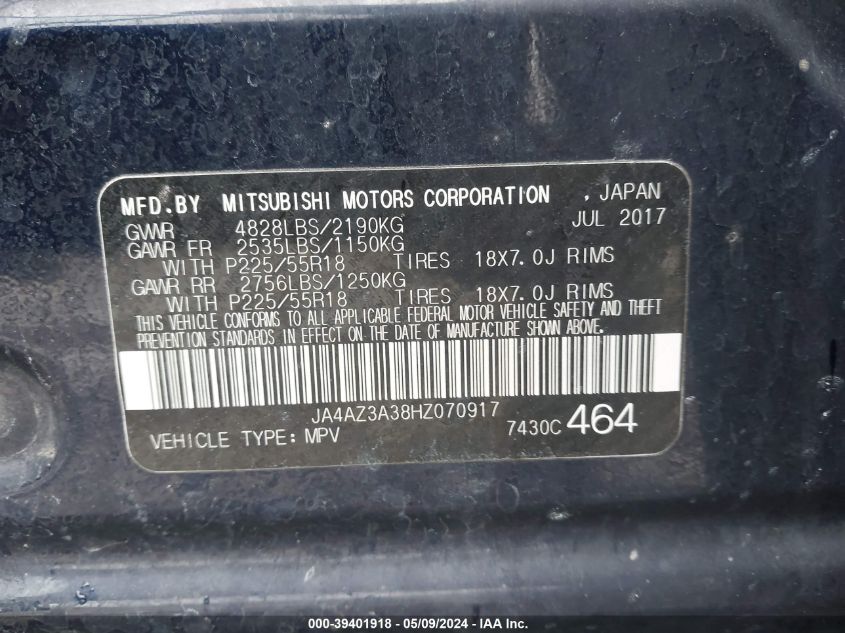 MFD.BY MITSUBISHI MOTORS CORPORATION , JAPAN
GVWR 4828LBS/2190KG JUL 2017
GAWR FR 2535LBS/1150KG
WITH P225/55R18 TIRES 18X7.0J RIMS
GAWR RR 2756LBS/1250KG
WITH P225/55R18 TIRES 18X7.0J RIMS
THIS VEHICLE CONFORMS TO ALL APPLICABLE FEDERAL MOTOR VEHICLE SAFETY AND THEFT
PREVENTION STANDARDS IN EFFECT ON THE DATE OF MANUFACTURE SHOWN ABOVE.
JA4AZ3A38HZ070917
VEHICLE TYPE: MPV 7430C 464
000-39401918 - 05/09/2024 - IAA Inc.